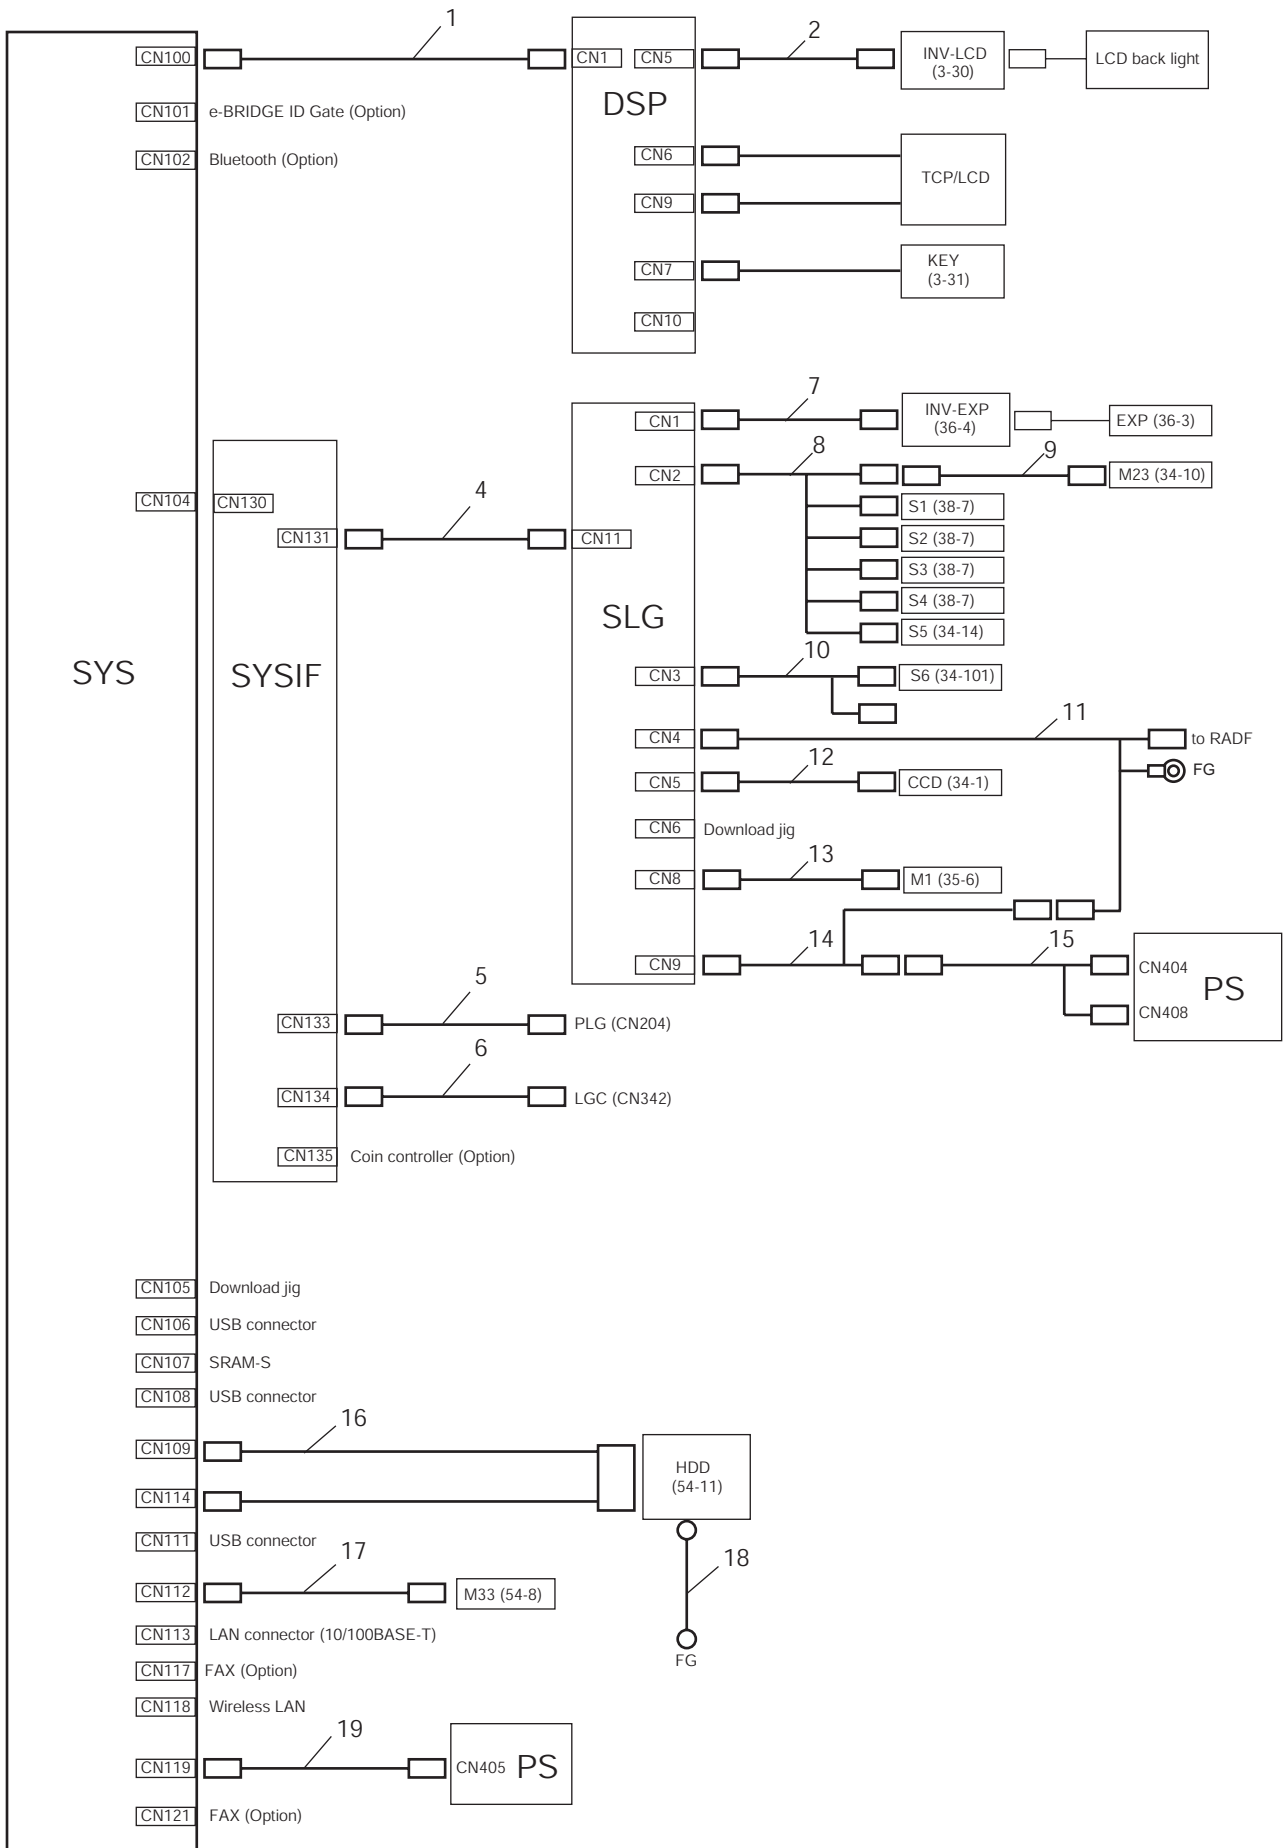 1
2
CN100
CN1
CN5
INV-LCD
(3-30)
LCD back light
DSP
CN101
e-BRIDGE ID Gate (Option)
CN102
Bluetooth (Option)
CN6
TCP/LCD
CN9
CN7
KEY
(3-31)
CN10
7
CN1
INV-EXP
(36-4)
EXP (36-3)
8
9
CN2
M23 (34-10)
CN104
CN130
4
S1 (38-7)
CN131
CN11
S2 (38-7)
S3 (38-7)
S4 (38-7)
SLG
S5 (34-14)
10
SYS
SYSIF
CN3
S6 (34-101)
11
CN4
to RADF
12
FG
CN5
CCD (34-1)
CN6
Download jig
13
CN8
M1 (35-6)
14
15
CN9
CN404
PS
CN408
5
CN133
PLG (CN204)
6
CN134
LGC (CN342)
CN135
Coin controller (Option)
CN105
Download jig
CN106
USB connector
CN107
SRAM-S
CN108
USB connector
16
CN109
HDD
(54-11)
CN114
CN111
USB connector
17
18
CN112
M33 (54-8)
CN113
LAN connector (10/100BASE-T)
FG
CN117
FAX (Option)
CN118
Wireless LAN
19
CN119
CN405
PS
CN121
FAX (Option)